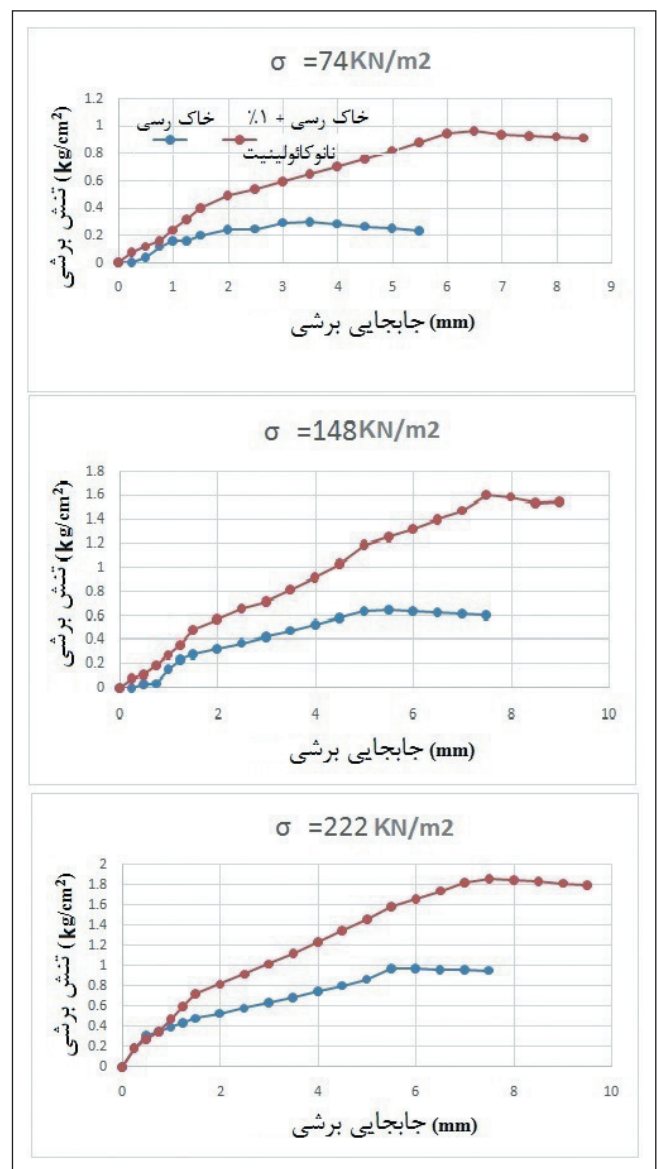 σ =74KN/m2
تنش برشی (kg/cm²)
1.2
1
0.8
0.6
0.4
0.2
0
خاک رسی
خاک رسی + ۱٪
نانوکائولینیت
0 1 2 3 4 5 6 7 8 9
جابجایی برشی (mm)
σ =148KN/m2
تنش برشی (kg/cm²)
1.8
1.6
1.4
1.2
1
0.8
0.6
0.4
0.2
0
0 2 4 6 8 10
جابجایی برشی (mm)
σ =222 KN/m2
تنش برشی (kg/cm²)
2
1.8
1.6
1.4
1.2
1
0.8
0.6
0.4
0.2
0
0 2 4 6 8 10
جابجایی برشی (mm)